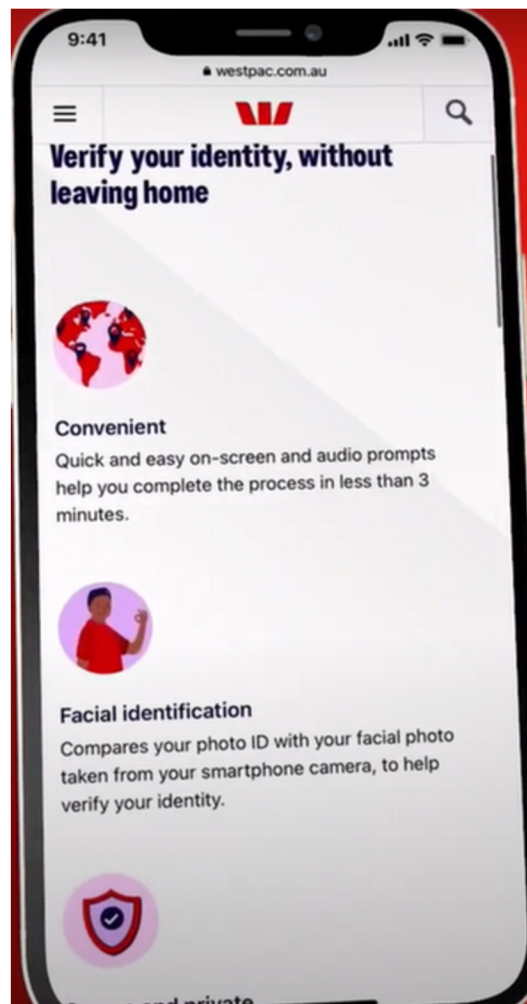 9:41
westpac.com.au
Verify your identity, without
leaving home
Convenient
Quick and easy on-screen and audio prompts
help you complete the process in less than 3
minutes.
Facial identification
Compares your photo ID with your facial photo
taken from your smartphone camera, to help
verify your identity.
and private